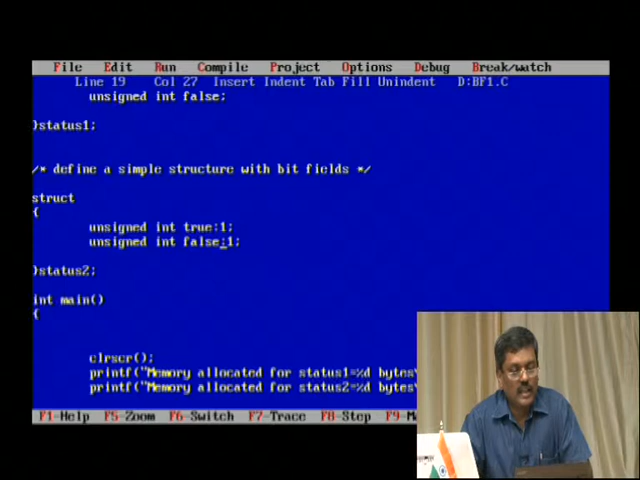 File Edit Run Compile Project Options Debug Break/watch
Line 19 Col 27 Insert Indent Tab Fill Unindent D:BF1.C
unsigned int false;
}status1;
/* define a simple structure with bit fields */
struct
{
unsigned int true:1;
unsigned int false:1;
}status2;
int main()
{
clrscr();
printf("Memory allocated for status1=%d bytes\
printf("Memory allocated for status2=%d bytes\
F1-Help F5-Zoom F6-Switch F7-Trace F8-Step F9-M